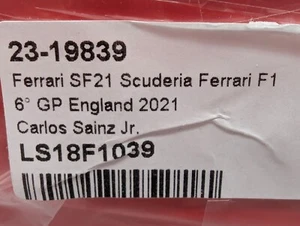 23-19839
Ferrari SF21 Scuderia Ferrari F1
6° GP England 2021
Carlos Sainz Jr.
LS18F1039